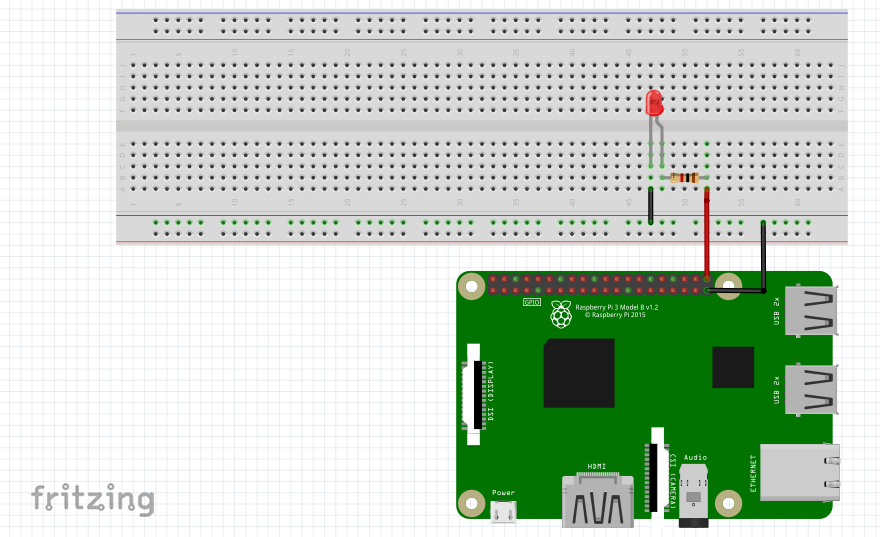 1 5 10 15 20 25 30 35 40 45 50 55 60
J
I
H
G
F
E
D
C
B
A
1 5 10 15 20 25 30 35 40 45 50 55 60
GPIO
Raspberry Pi 3 Model B v1.2
© Raspberry Pi 2015
USB 2x
DSI (DISPLAY)
USB 2x
CSI (CAMERA)
Audio
ETHERNET
HDMI
Power
fritzing